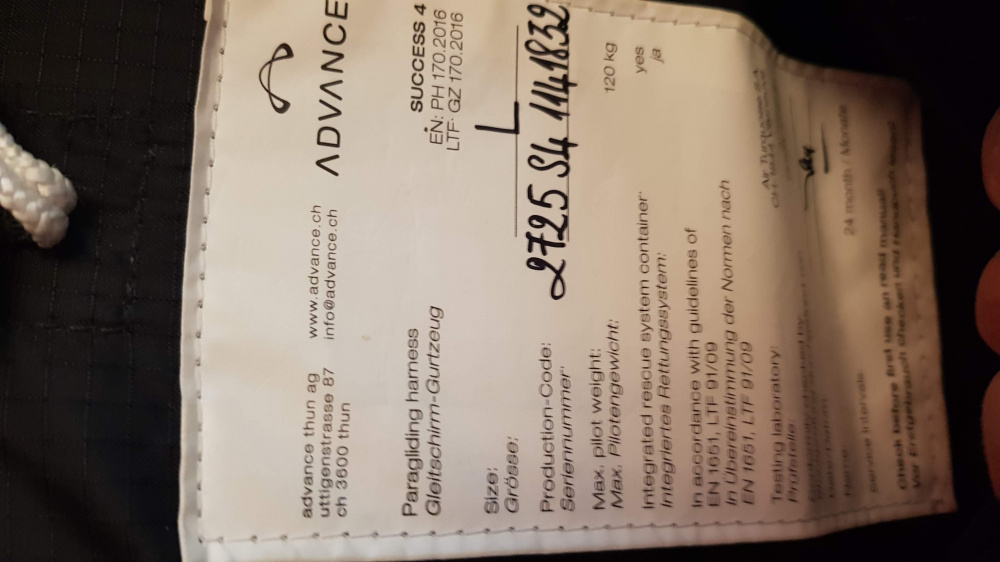 ADVANCE
advance thun ag www.advance.ch
uttigenstrasse 87 info@advance.ch
ch 3600 thun
Paragliding harness SUCCESS 4
Gleitschirm-Gurtzeug EN: PH 170.2016
LTF: GZ 170.2016
Size: L
Grösse:
Production-Code: 2725 S4 1141832
Seriennummer:
Max. pilot weight: 120 kg
Max. Pilotengewicht:
Integrated rescue system container: yes
Integriertes Rettungssystem: ja
In accordance with guidelines of
EN 1651, LTF 91/09
In Übereinstimmung der Normen nach
EN 1651, LTF 91/09
Testing laboratory: Air Turquoise SA
Prüfstelle:
Service intervals 24 month / Monate
Check before first use an read manual!
Vor Erstgebrauch checken und